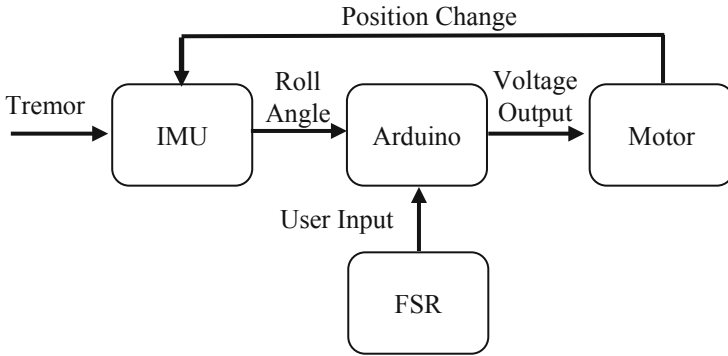 Position Change
Tremor
IMU
Roll
Angle
Arduino
Voltage
Output
Motor
User Input
FSR